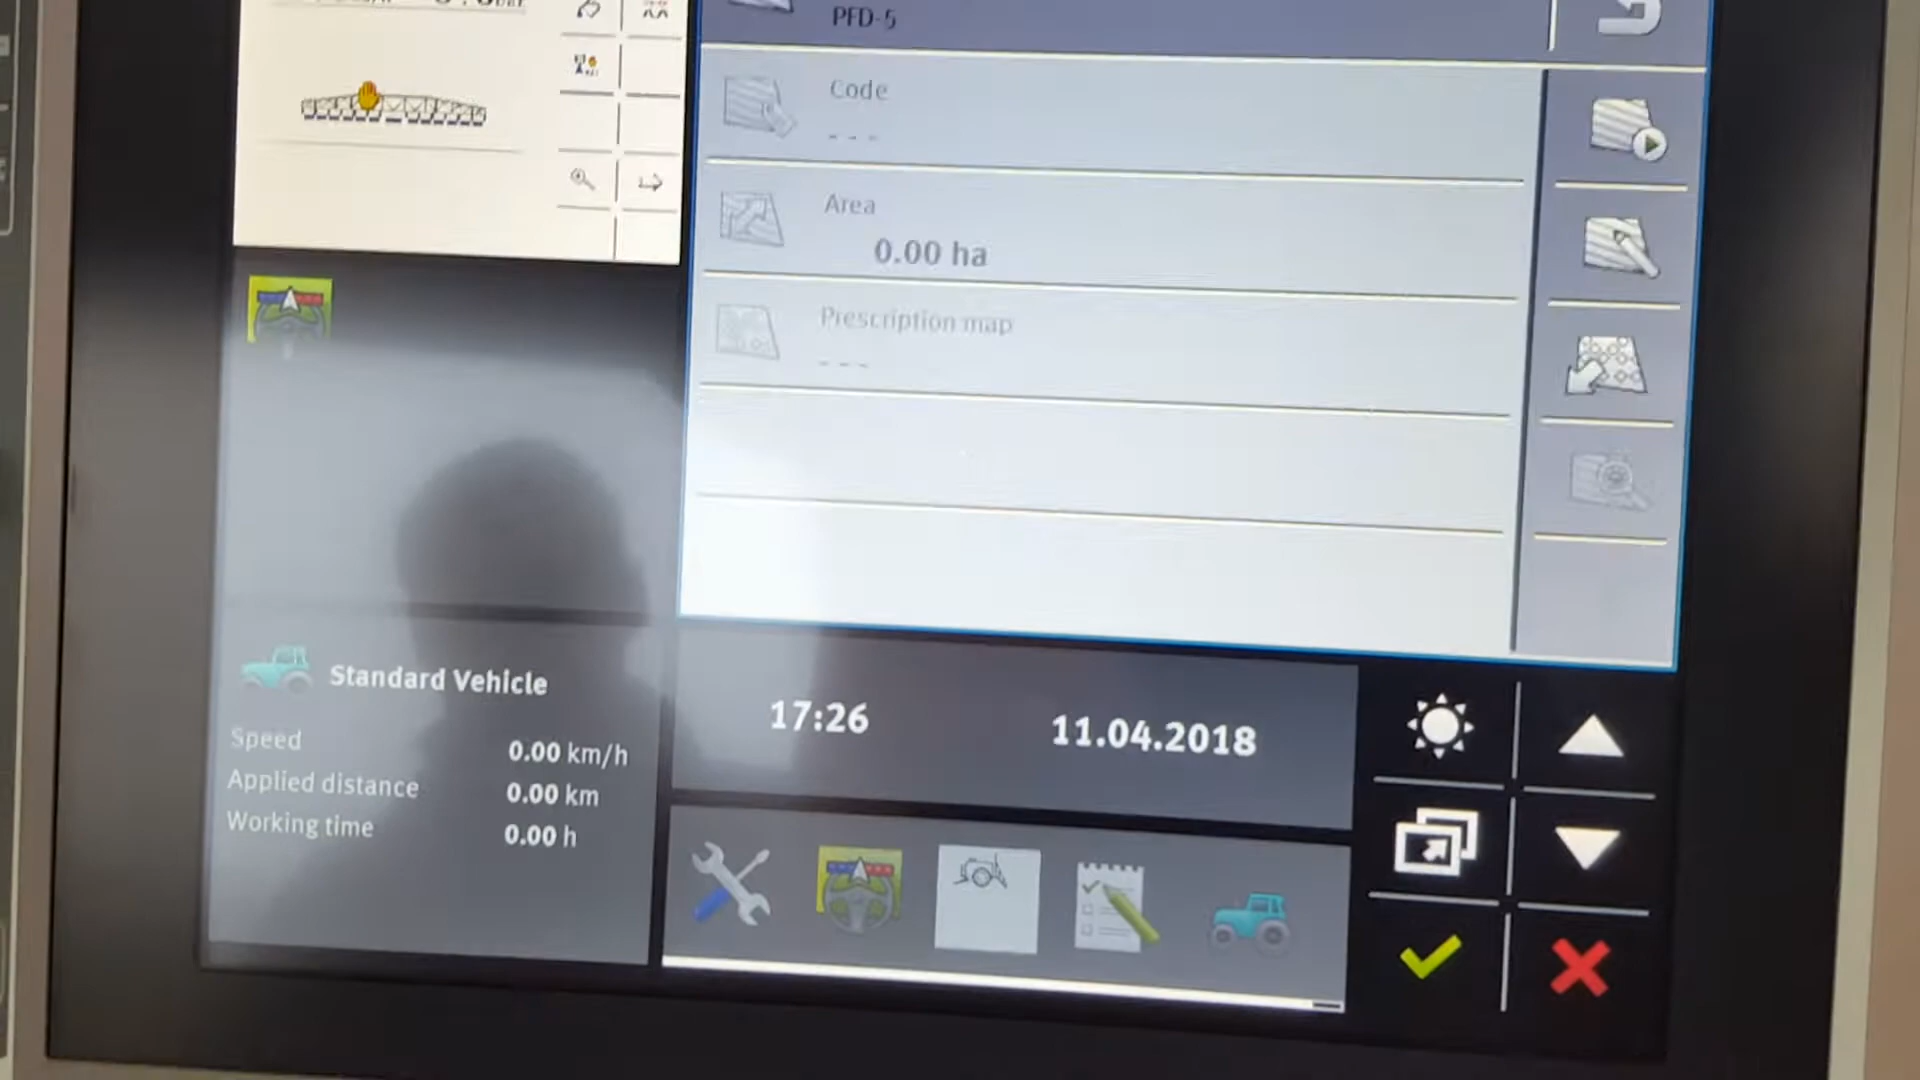 PFD-5
Code
- - -
Area
0.00 ha
Prescription map
- - -
Standard Vehicle
Speed 0.00 km/h
Applied distance 0.00 km
Working time 0.00 h
17:26 11.04.2018